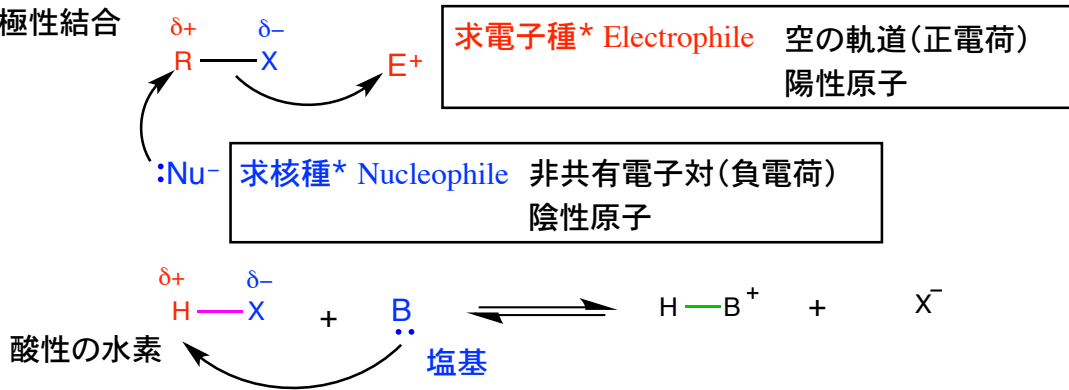 極性結合
δ+ δ−
R X
E+
求電子種* Electrophile 空の軌道(正電荷)
陽性原子
:Nu−
求核種* Nucleophile 非共有電子対(負電荷)
陰性原子
δ+ δ−
H X + B H B+ + X−
酸性の水素
塩基